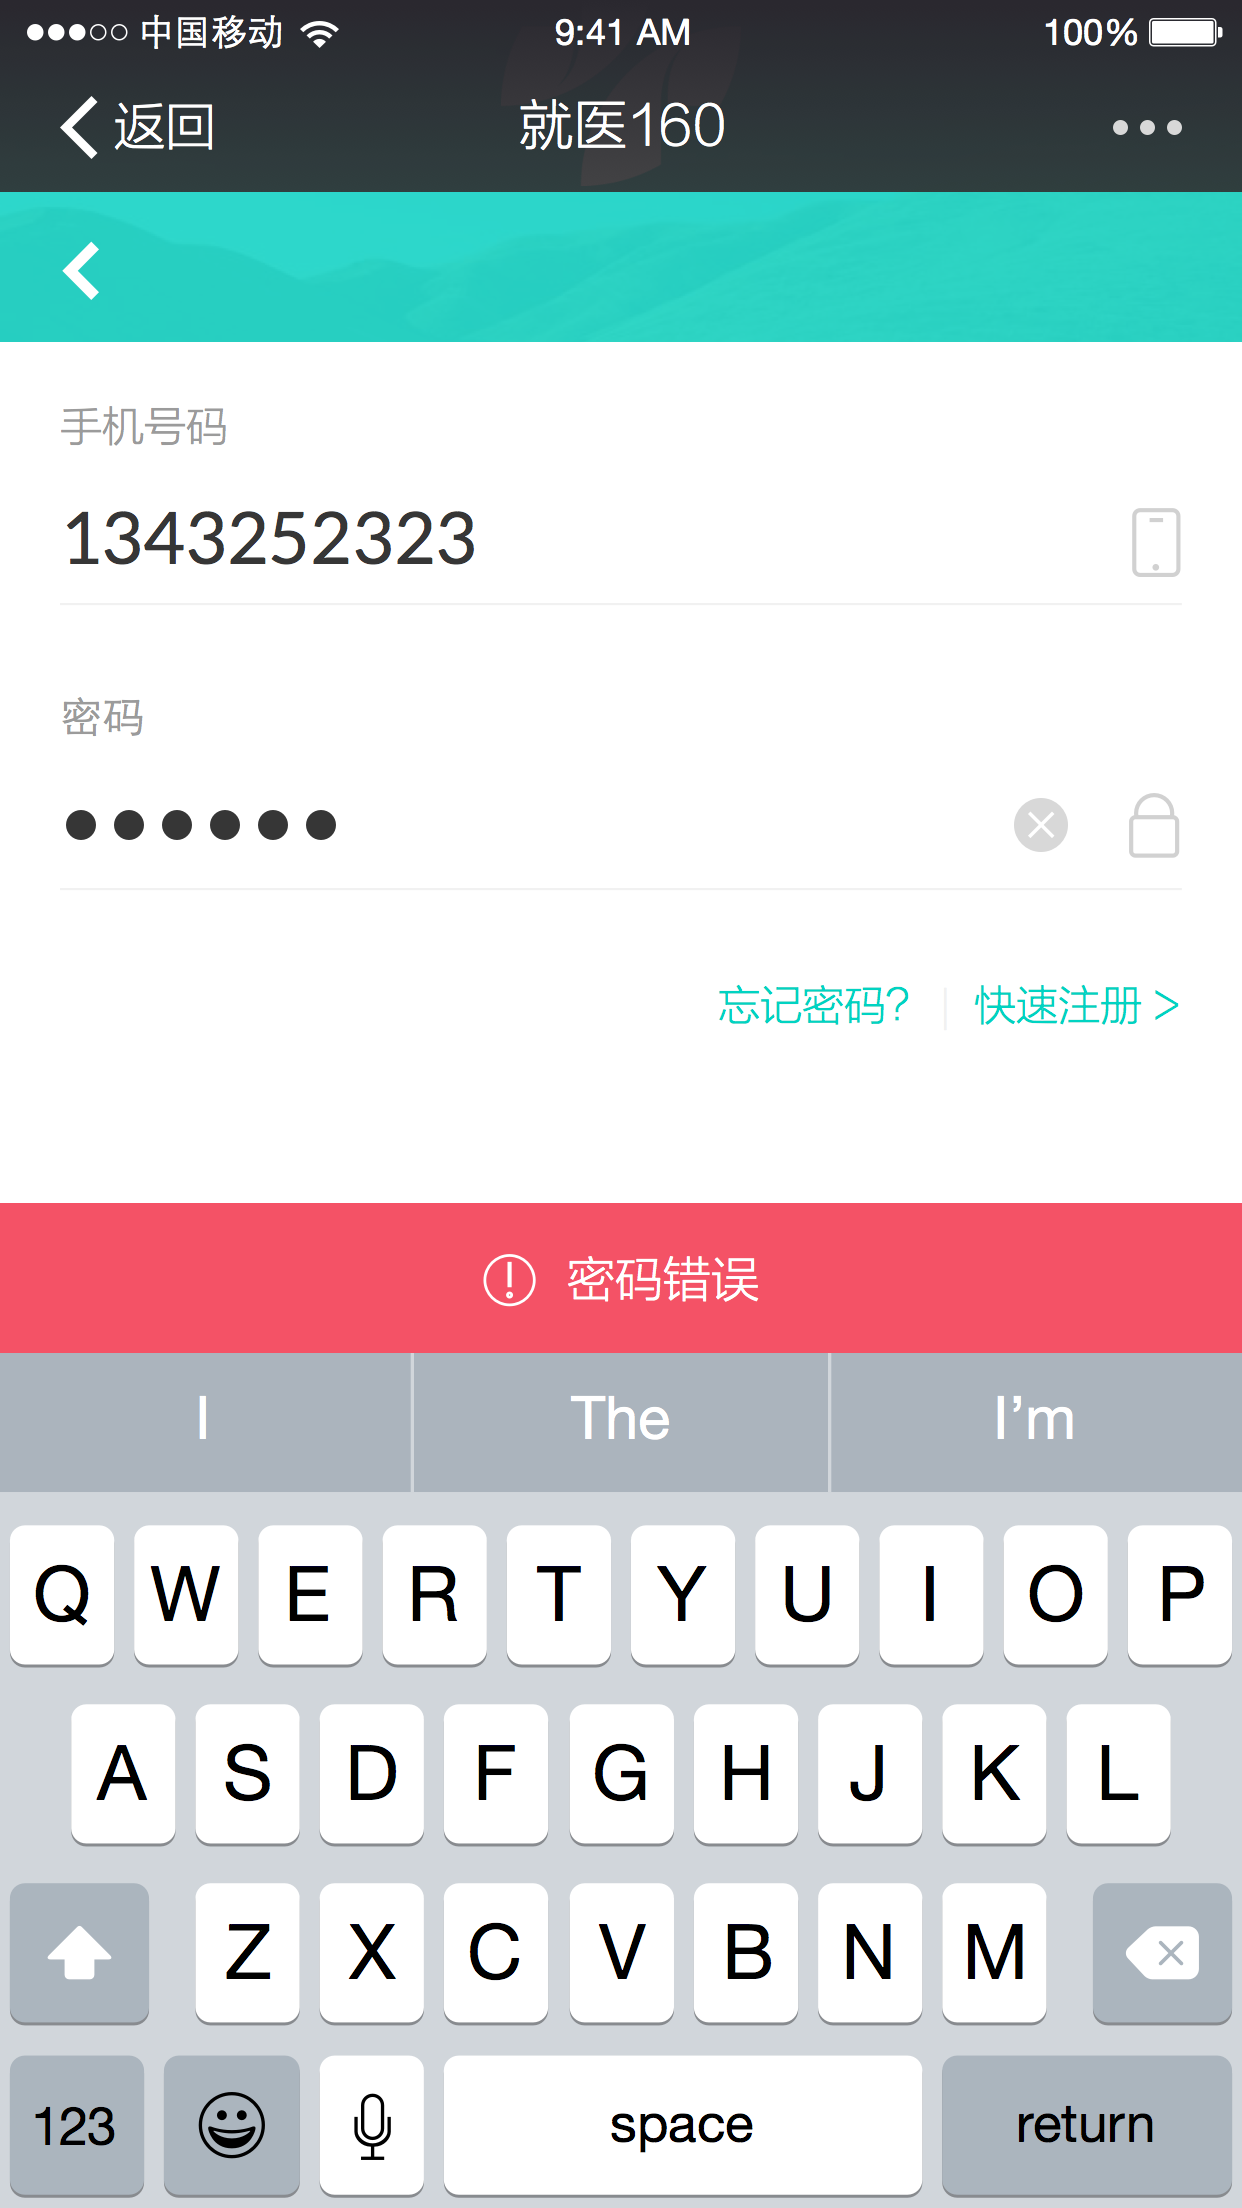 中国移动 9:41 AM 100%
返回 就医160
手机号码
1343252323
密码
忘记密码? 快速注册 >
密码错误
I The I’m
Q W E R T Y U I O P
A S D F G H J K L
Z X C V B N M
123 space return